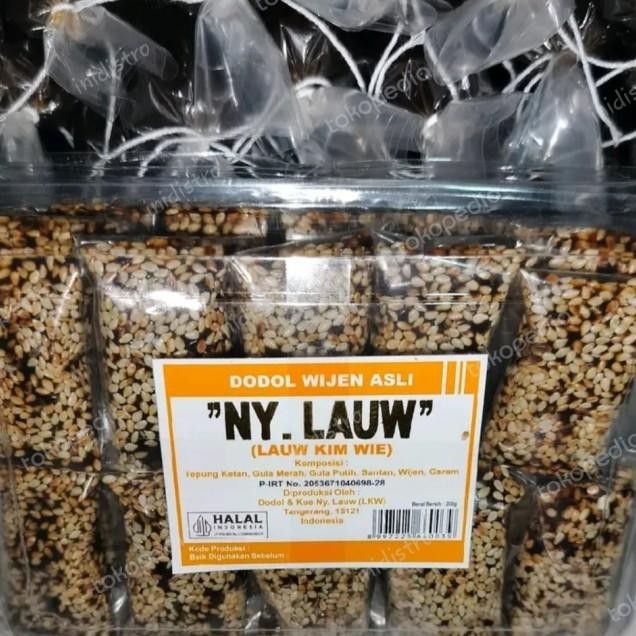 DODOL WIJEN ASLI
"NY. LAUW"
(LAUW KIM WIE)
Komposisi :
Tepung Ketan, Gula Merah, Gula Putih, Santan, Wijen, Garam
P-IRT No. 2053671040698-28
Diproduksi Oleh :
Dodol & Kue Ny. Lauw (LKW)
Tangerang, 15121
Indonesia
HALAL
INDONESIA
Berat Bersih :
Kode Produksi :
Baik Digunakan Sebelum :
tokopedia
inidistro